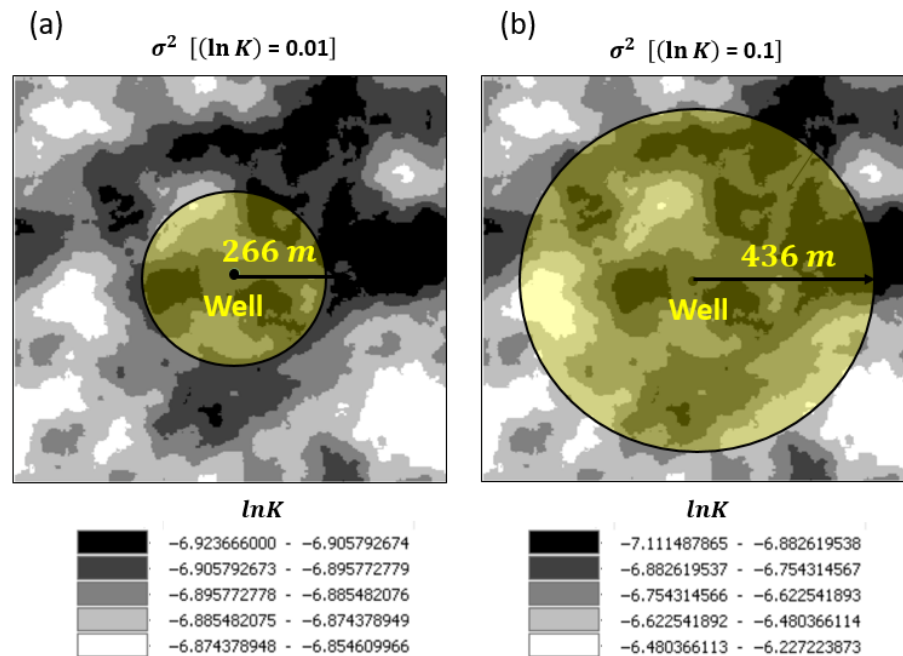 (a)
σ² [(ln K) = 0.01]
266 m
Well
lnK
-6.923666000 - -6.905792674
-6.905792673 - -6.895772779
-6.895772778 - -6.885482076
-6.885482075 - -6.874378949
-6.874378948 - -6.854609966
(b)
σ² [(ln K) = 0.1]
436 m
Well
lnK
-7.111487865 - -6.882619538
-6.882619537 - -6.754314567
-6.754314566 - -6.622541893
-6.622541892 - -6.480366114
-6.480366113 - -6.227223873